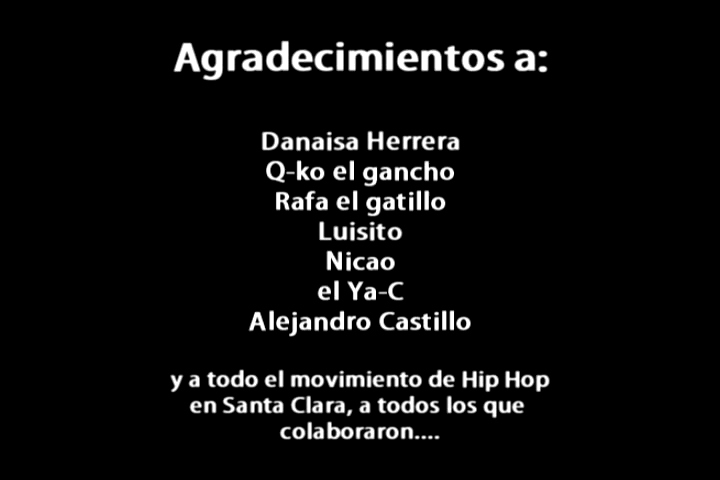 Agradecimientos a:
Danaisa Herrera
Q-ko el gancho
Rafa el gatillo
Luisito
Nicao
el Ya-C
Alejandro Castillo
y a todo el movimiento de Hip Hop
en Santa Clara, a todos los que
colaboraron....